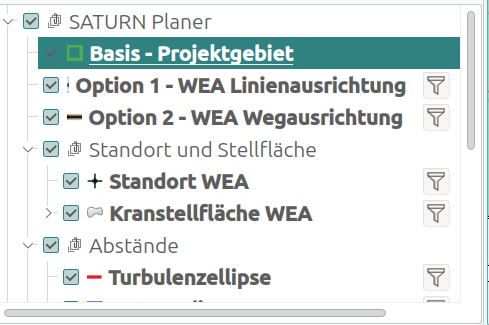 SATURN Planer
Basis - Projektgebiet
Option 1 - WEA Linienausrichtung
Option 2 - WEA Wegausrichtung
Standort und Stellfläche
Standort WEA
Kranstellfläche WEA
Abstände
Turbulenzellipse